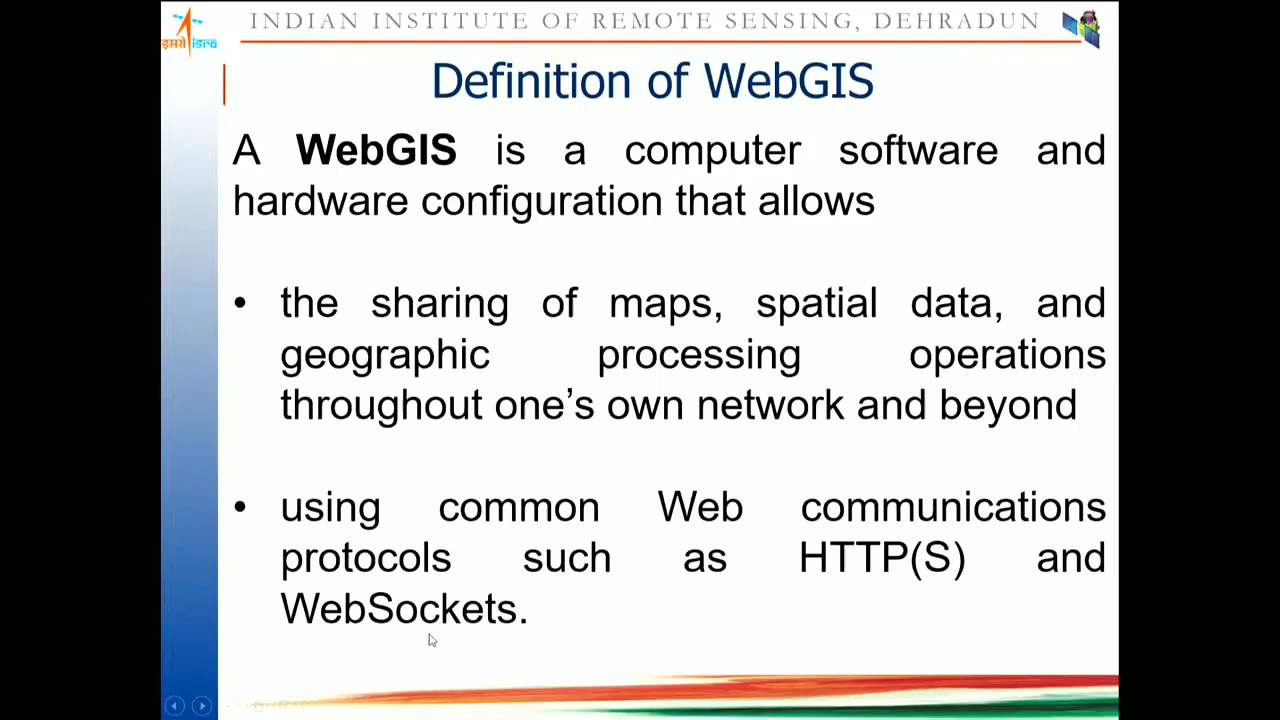 INDIAN INSTITUTE OF REMOTE SENSING, DEHRADUN
इसरो isro
Definition of WebGIS
A WebGIS is a computer software and
hardware configuration that allows
• the sharing of maps, spatial data, and
geographic processing operations
throughout one’s own network and beyond
• using common Web communications
protocols such as HTTP(S) and
WebSockets.